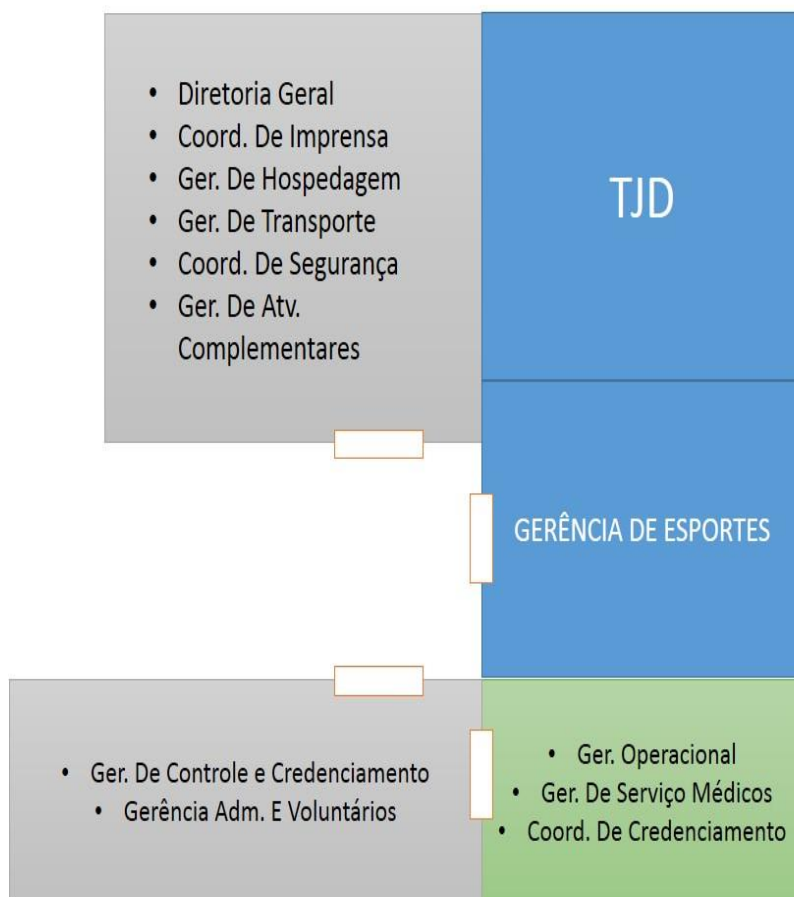 • Diretoria Geral
• Coord. De Imprensa
• Ger. De Hospedagem
• Ger. De Transporte
• Coord. De Segurança
• Ger. De Atv.
Complementares
TJD
GERÊNCIA DE ESPORTES
• Ger. De Controle e Credenciamento
• Gerência Adm. E Voluntários
• Ger. Operacional
• Ger. De Serviço Médicos
• Coord. De Credenciamento